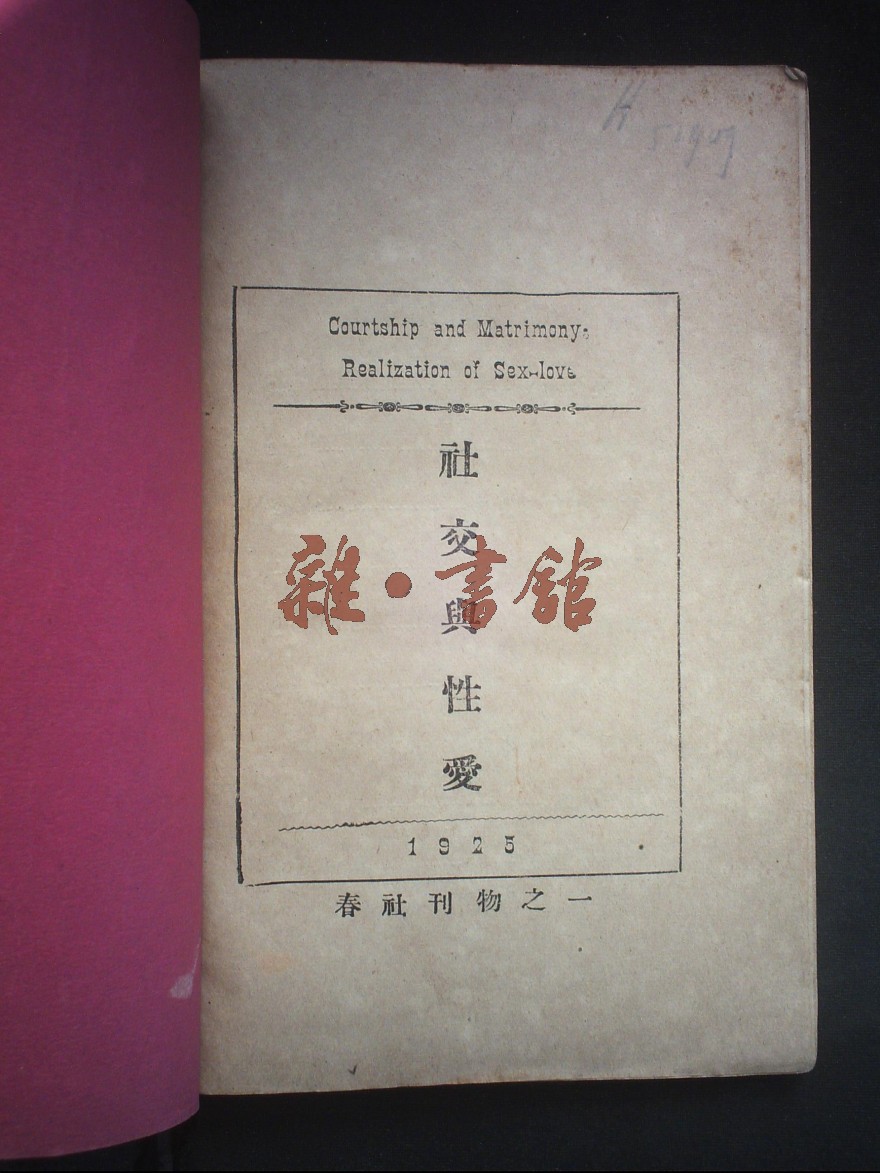 Courtship and Matrimony:
Realization of Sex-love
社交與性愛
雜·書館
1925
春社刊物之一